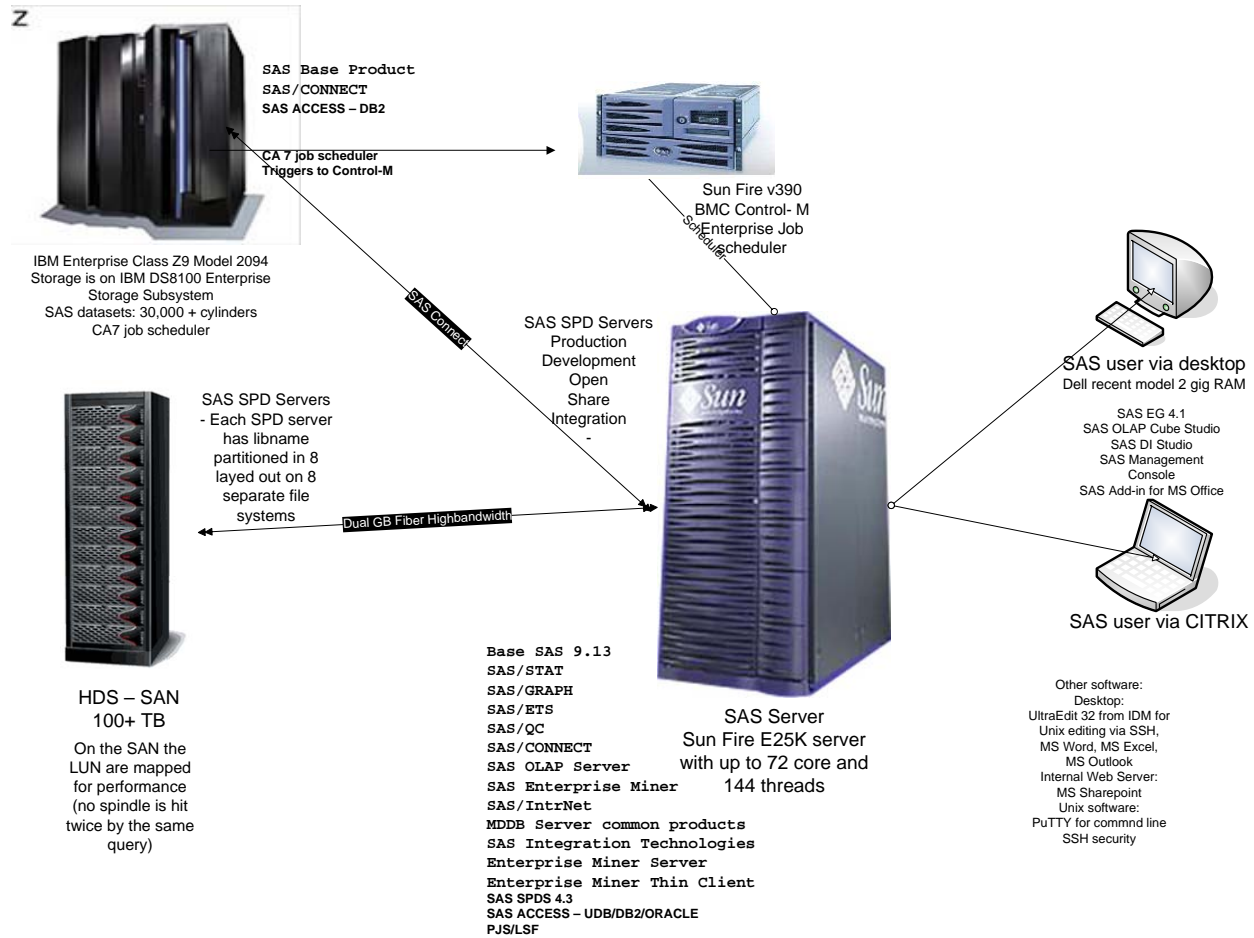 Z
SAS Base Product
SAS/CONNECT
SAS ACCESS – DB2
CA 7 job scheduler
Triggers to Control-M
IBM Enterprise Class Z9 Model 2094
Storage is on IBM DS8100 Enterprise
Storage Subsystem
SAS datasets: 30,000 + cylinders
CA7 job scheduler
Sun Fire v390
BMC Control- M
Enterprise Job
scheduler
Scheduler
SAS Connect
SAS SPD Servers
Production
Development
Open
Share
Integration
-
Sun
Sun
SAS user via desktop
Dell recent model 2 gig RAM
SAS EG 4.1
SAS OLAP Cube Studio
SAS DI Studio
SAS Management
Console
SAS Add-in for MS Office
SAS user via CITRIX
SAS SPD Servers
- Each SPD server
has libname
partitioned in 8
layed out on 8
separate file
systems
Dual GB Fiber Highbandwidth
HDS – SAN
100+ TB
On the SAN the
LUN are mapped
for performance
(no spindle is hit
twice by the same
query)
Base SAS 9.13
SAS/STAT
SAS/GRAPH
SAS/ETS
SAS/QC
SAS/CONNECT
SAS OLAP Server
SAS Enterprise Miner
SAS/IntrNet
MDDB Server common products
SAS Integration Technologies
Enterprise Miner Server
Enterprise Miner Thin Client
SAS SPDS 4.3
SAS ACCESS – UDB/DB2/ORACLE
PJS/LSF
SAS Server
Sun Fire E25K server
with up to 72 core and
144 threads
Other software:
Desktop:
UltraEdit 32 from IDM for
Unix editing via SSH,
MS Word, MS Excel,
MS Outlook
Internal Web Server:
MS Sharepoint
Unix software:
PuTTY for commnd line
SSH security